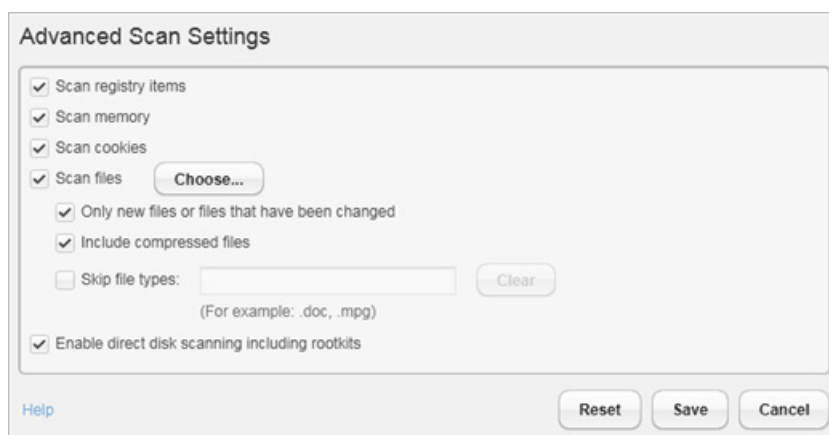 Advanced Scan Settings
Scan registry items
Scan memory
Scan cookies
Scan files Choose...
Only new files or files that have been changed
Include compressed files
Skip file types: Clear
(For example: .doc, .mpg)
Enable direct disk scanning including rootkits
Help Reset Save Cancel